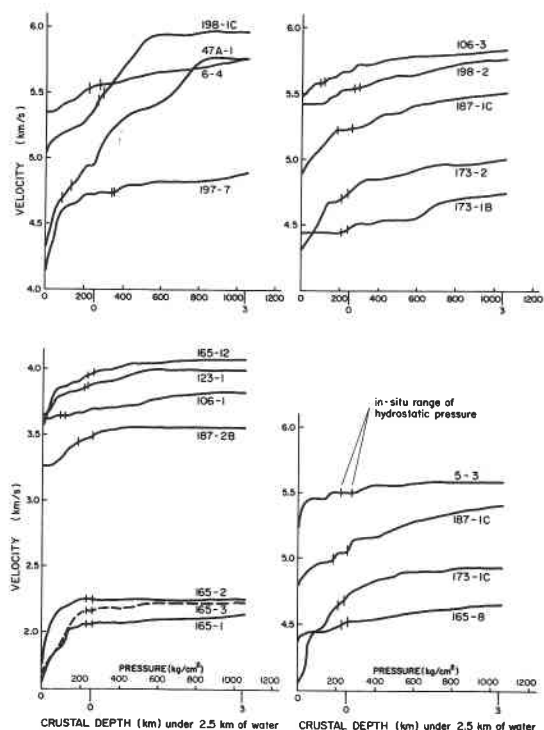 6.0
5.5
5.0
4.5
4.0
VELOCITY (km/s)
198-1C
47A-1
6-4
197-7
0 200 400 600 800 1000 1200
0 3
6.0
5.5
5.0
4.5
106-3
198-2
187-1C
173-2
173-1B
0 200 400 600 800 1000 1200
0 3
4.0
3.5
2.5
2.0
VELOCITY (km/s)
165-12
123-1
106-1
187-2B
165-2
165-3
165-1
PRESSURE (kg/cm²)
0 200 400 600 800 1000 1200
0 3
CRUSTAL DEPTH (km) under 2.5 km of water
in-situ range of
hydrostatic pressure
5.5
5.0
4.5
5-3
187-1C
173-1C
165-8
PRESSURE (kg/cm²)
0 200 400 600 800 1000 1200
0 3
CRUSTAL DEPTH (km) under 2.5 km of water